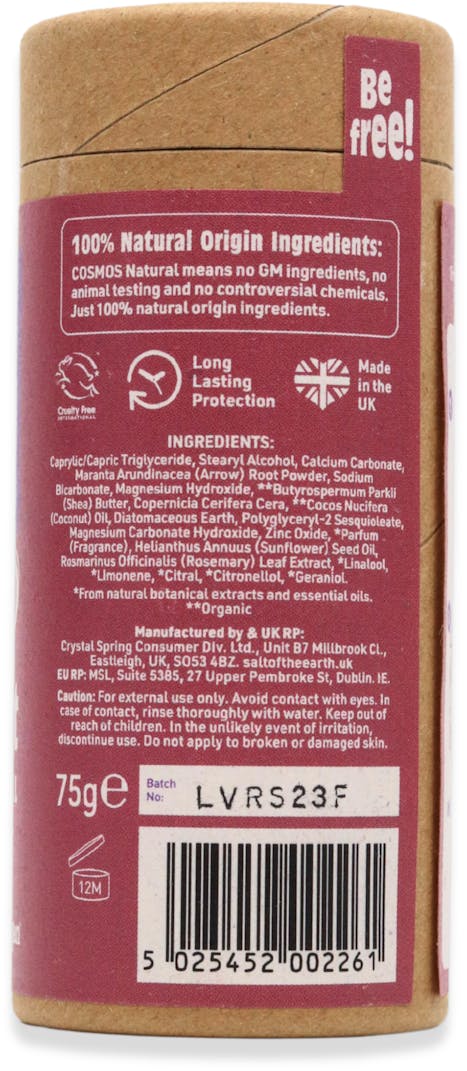 Be
free!
100% Natural Origin Ingredients:
COSMOS Natural means no GM ingredients, no
animal testing and no controversial chemicals.
Just 100% natural origin ingredients.
Cruelty Free
INTERNATIONAL
Long
Lasting
Protection
Made
in the
UK
INGREDIENTS:
Caprylic/Capric Triglyceride, Stearyl Alcohol, Calcium Carbonate,
Maranta Arundinacea (Arrow) Root Powder, Sodium
Bicarbonate, Magnesium Hydroxide, **Butyrospermum Parkii
(Shea) Butter, Copernicia Cerifera Cera, **Cocos Nucifera
(Coconut) Oil, Diatomaceous Earth, Polyglyceryl-2 Sesquioleate,
Magnesium Carbonate Hydroxide, Zinc Oxide, *Parfum
(Fragrance), Helianthus Annuus (Sunflower) Seed Oil,
Rosmarinus Officinalis (Rosemary) Leaf Extract, *Linalool,
*Limonene, *Citral, *Citronellol, *Geraniol.
*From natural botanical extracts and essential oils.
**Organic
Manufactured by & UK RP:
Crystal Spring Consumer Div. Ltd., Unit B7 Millbrook Cl.,
Eastleigh, UK, SO53 4BZ. saltoftheearth.uk
EU RP: MSL, Suite 5385, 27 Upper Pembroke St, Dublin. IE.
Caution: For external use only. Avoid contact with eyes. In
case of contact, rinse thoroughly with water. Keep out of
reach of children. In the unlikely event of irritation,
discontinue use. Do not apply to broken or damaged skin.
75g℮
Batch
No:
LVRS23F
12M
5 025452 002261